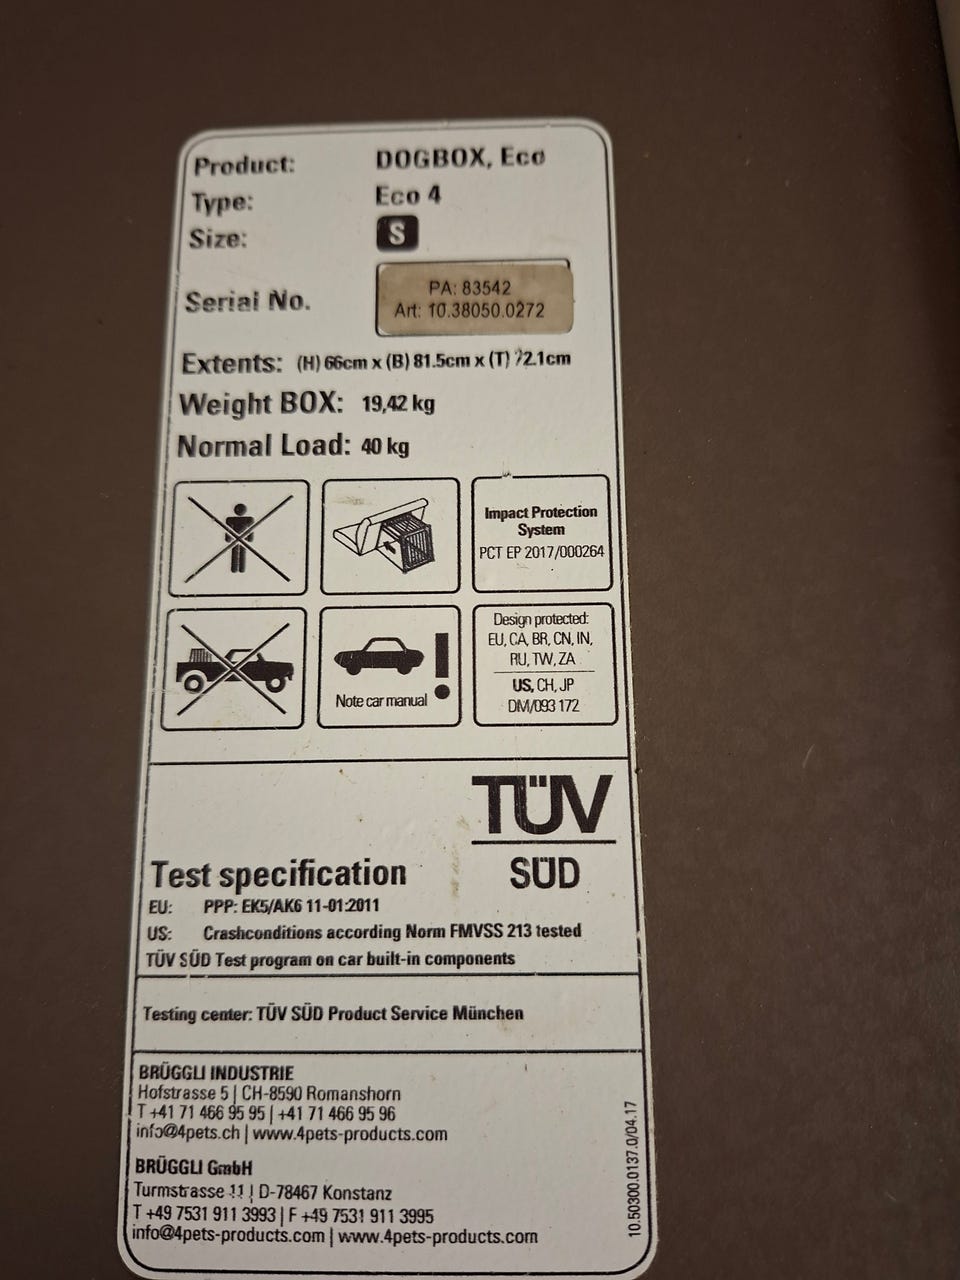 Product: DOGBOX, Eco
Type: Eco 4
Size: S
Serial No. PA: 83542
Art: 10.38050.0272
Extents: (H) 66cm x (B) 81.5cm x (T) 72.1cm
Weight BOX: 19,42 kg
Normal Load: 40 kg
Impact Protection
System
PCT EP 2017/000264
Note car manual
Design protected:
EU, CA, BR, CN, IN,
RU, TW, ZA
US, CH, JP
DM/093 172
TÜV
SÜD
Test specification
EU: PPP: EK5/AK6 11-01:2011
US: Crashconditions according Norm FMVSS 213 tested
TÜV SÜD Test program on car built-in components
Testing center: TÜV SÜD Product Service München
BRÜGGLI INDUSTRIE
Hofstrasse 5 | CH-8590 Romanshorn
T +41 71 466 95 95 | +41 71 466 95 96
info@4pets.ch | www.4pets-products.com
BRÜGGLI GmbH
Turmstrasse 11 | D-78467 Konstanz
T +49 7531 911 3993 | F +49 7531 911 3995
info@4pets-products.com | www.4pets-products.com
10.50300.0137.0/04.17